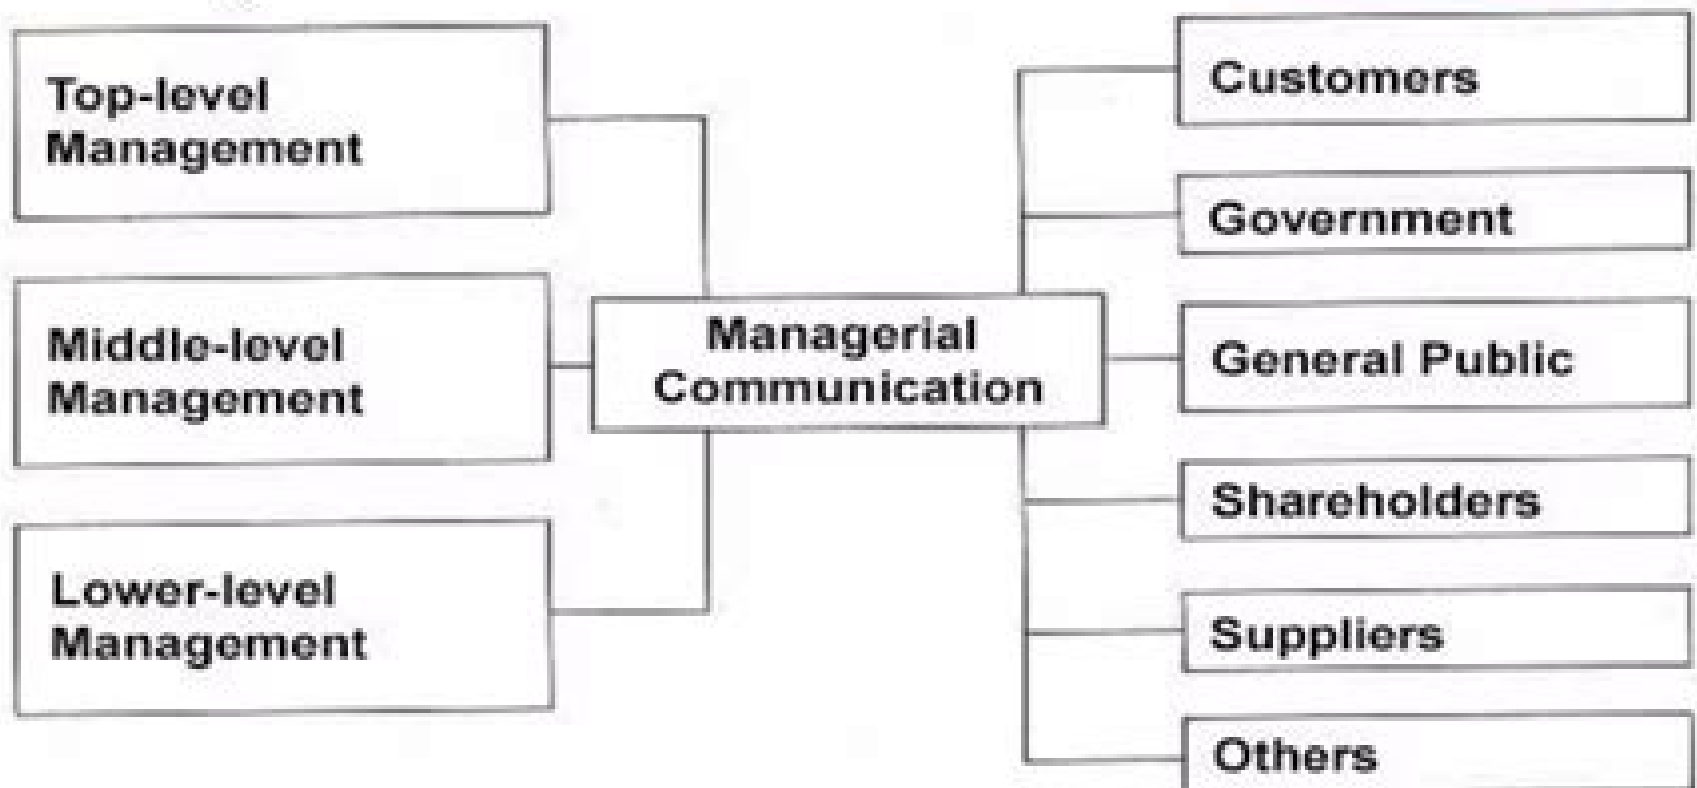 Top-level
Management
Middle-level
Management
Lower-level
Management
Managerial
Communication
Customers
Government
General Public
Shareholders
Suppliers
Others